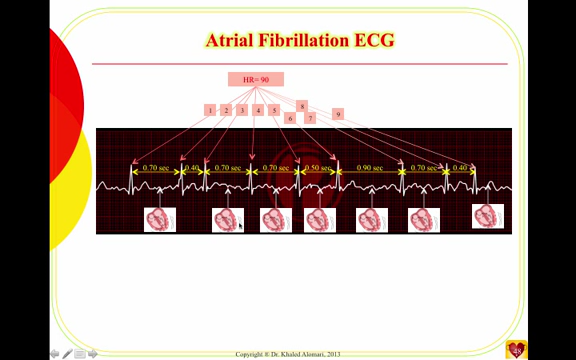 Atrial Fibrillation ECG
HR= 90
1 2 3 4 5 6 7 8 9
0.70 sec 0.40 0.70 sec 0.70 sec 0.50 sec 0.90 sec 0.70 sec 0.40
Copyright ® Dr. Khaled Alomari, 2013
48